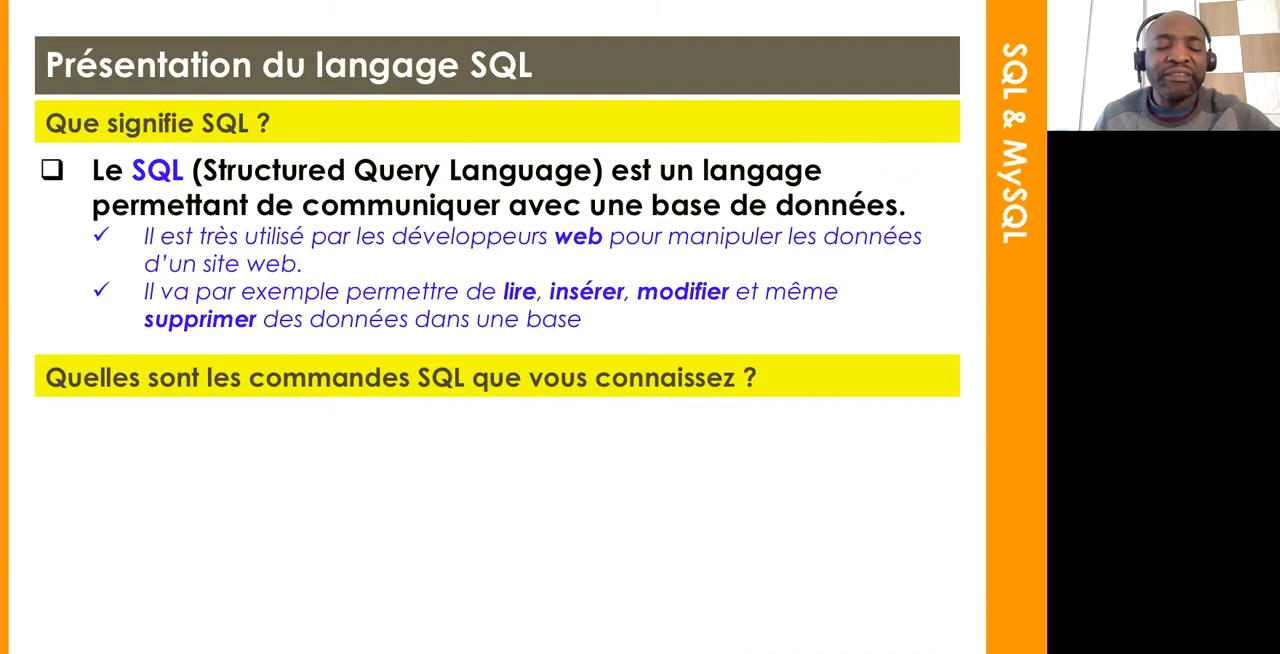 Présentation du langage SQL
Que signifie SQL ?
❑ Le SQL (Structured Query Language) est un langage
permettant de communiquer avec une base de données.
✓ Il est très utilisé par les développeurs web pour manipuler les données
d’un site web.
✓ Il va par exemple permettre de lire, insérer, modifier et même
supprimer des données dans une base
Quelles sont les commandes SQL que vous connaissez ?
SQL & MySQL